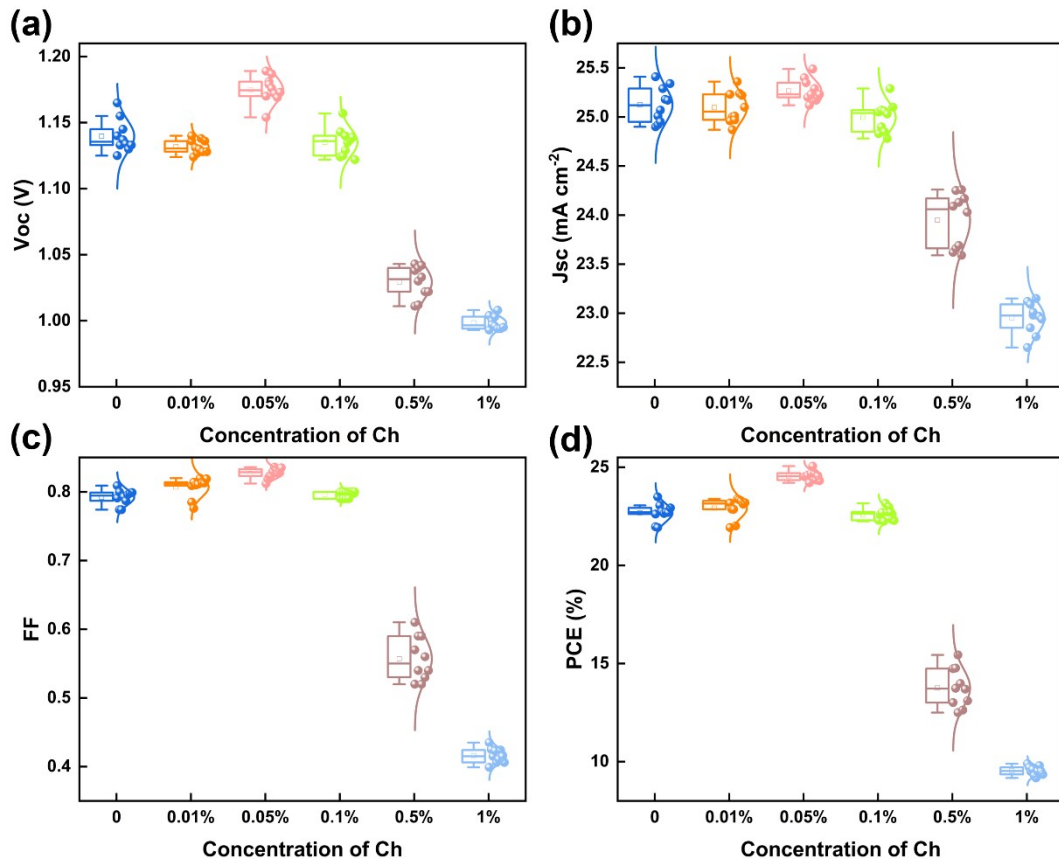 (a)
1.20
1.15
1.10
1.05
1.00
0.95
Voc (V)
0 0.01% 0.05% 0.1% 0.5% 1%
Concentration of Ch
(b)
25.5
25.0
24.5
24.0
23.5
23.0
22.5
Jsc (mA cm⁻²)
0 0.01% 0.05% 0.1% 0.5% 1%
Concentration of Ch
(c)
0.8
0.7
0.6
0.5
0.4
FF
0 0.01% 0.05% 0.1% 0.5% 1%
Concentration of Ch
(d)
25
20
15
10
PCE (%)
0 0.01% 0.05% 0.1% 0.5% 1%
Concentration of Ch